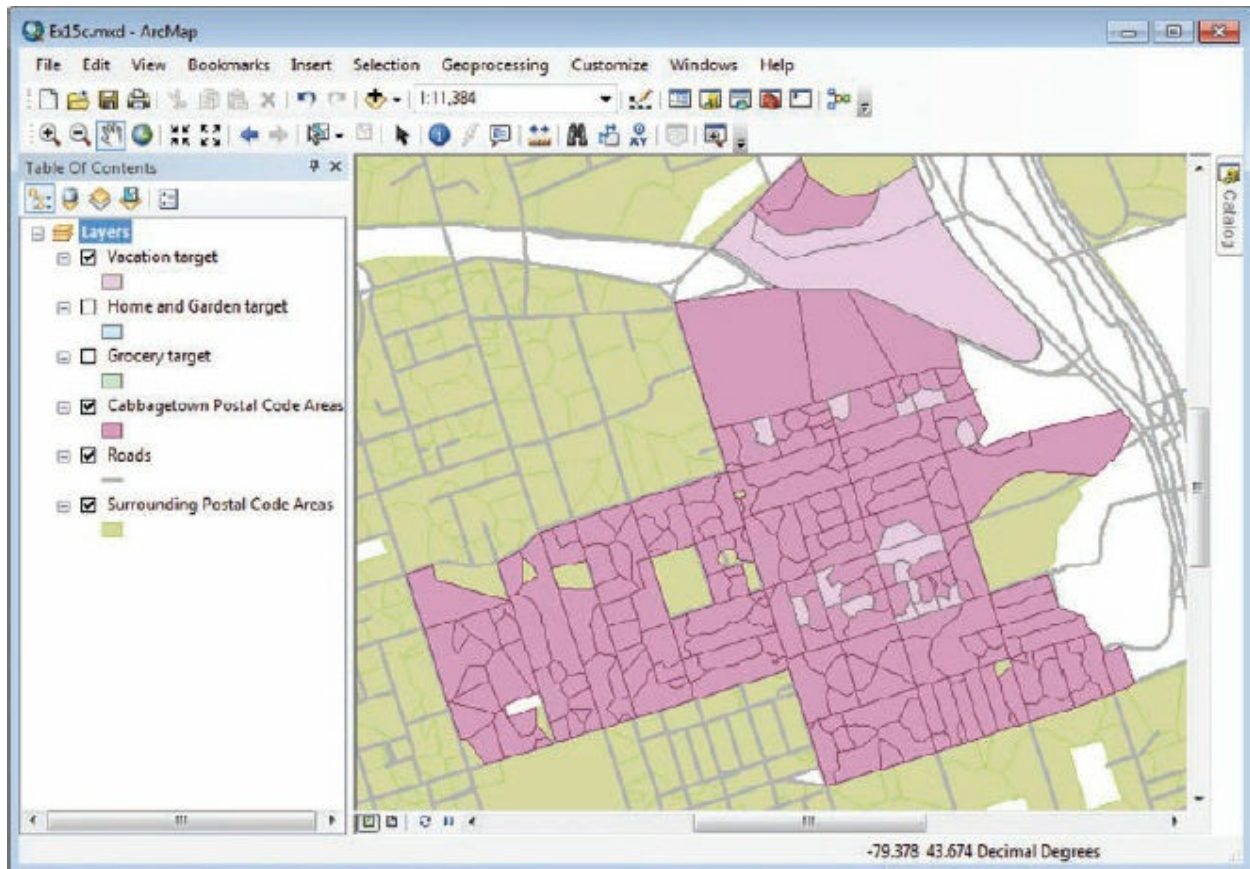 Ex15c.mxd - ArcMap
File Edit View Bookmarks Insert Selection Geoprocessing Customize Windows Help
1:11,384
Table Of Contents
Layers
Vacation target
Home and Garden target
Grocery target
Cabbagetown Postal Code Areas
Roads
Surrounding Postal Code Areas
Catalog
-79.378 43.674 Decimal Degrees